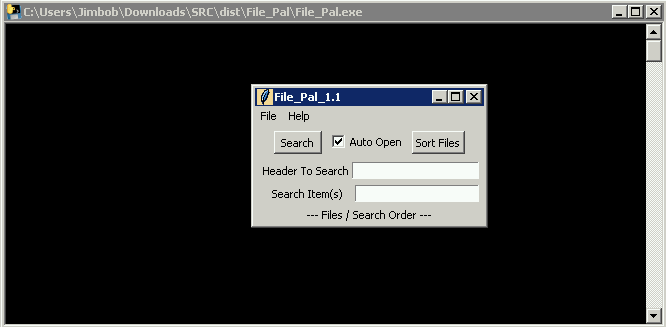 C:\Users\Jimbob\Downloads\SRC\dist\File_Pal\File_Pal.exe
File_Pal_1.1
File Help
Search Auto Open Sort Files
Header To Search
Search Item(s)
--- Files / Search Order ---